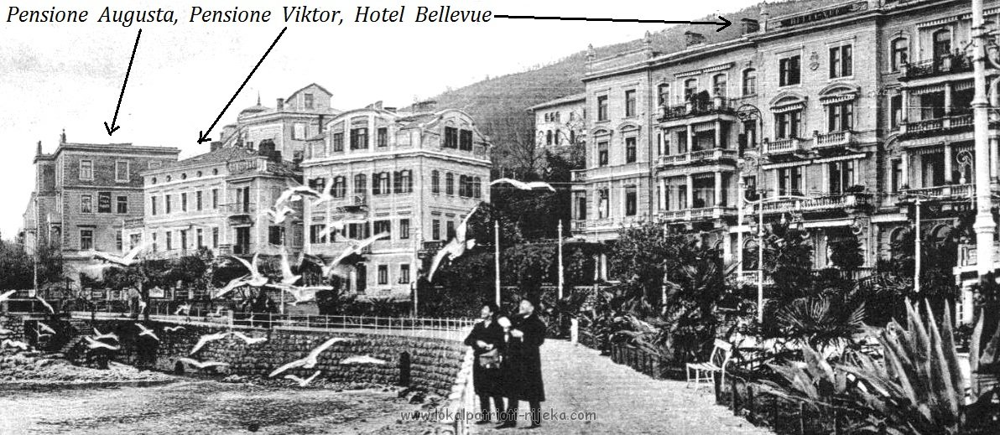 Pensione Augusta, Pensione Viktor, Hotel Bellevue
www.lokalpatrioti-rijeka.com